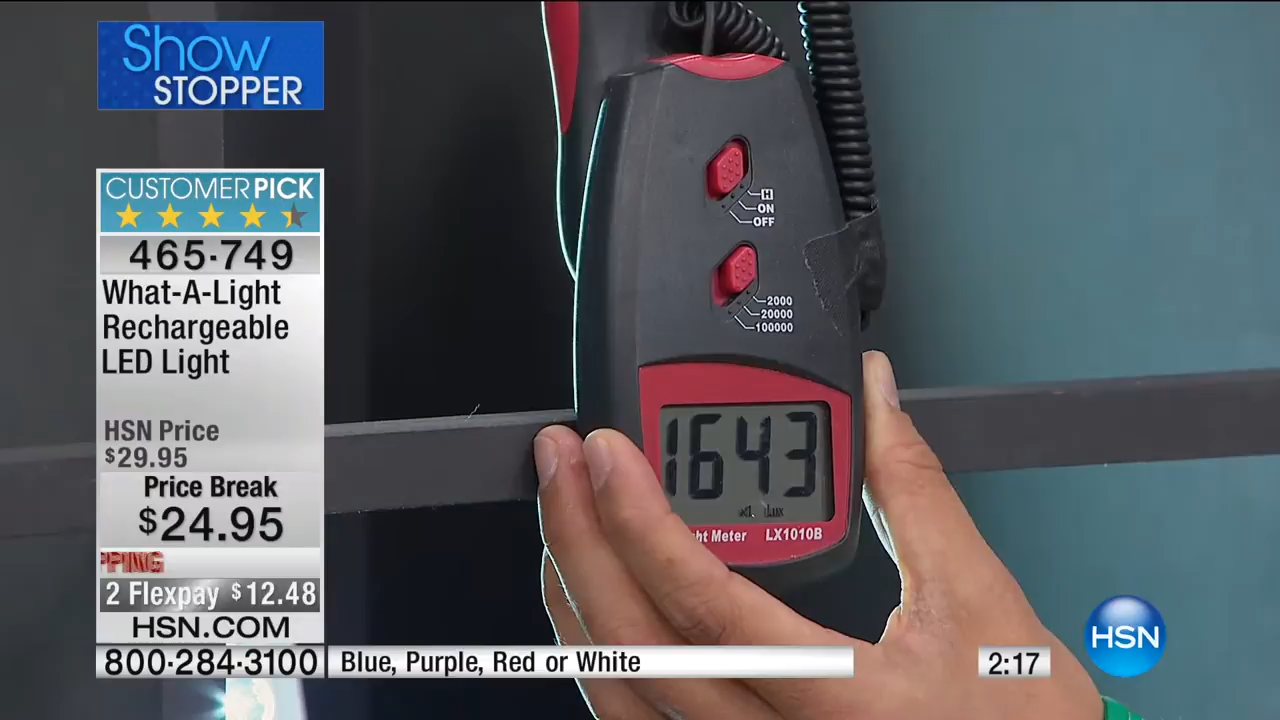 Show
STOPPER
CUSTOMER PICK
465·749
What-A-Light
Rechargeable
LED Light
HSN Price
$29.95
Price Break
$24.95
PPING
2 Flexpay $12.48
HSN.COM
800·284·3100
Blue, Purple, Red or White
2:17
HSN
H
ON
OFF
2000
20000
100000
1643
x1 lux
ht Meter LX1010B